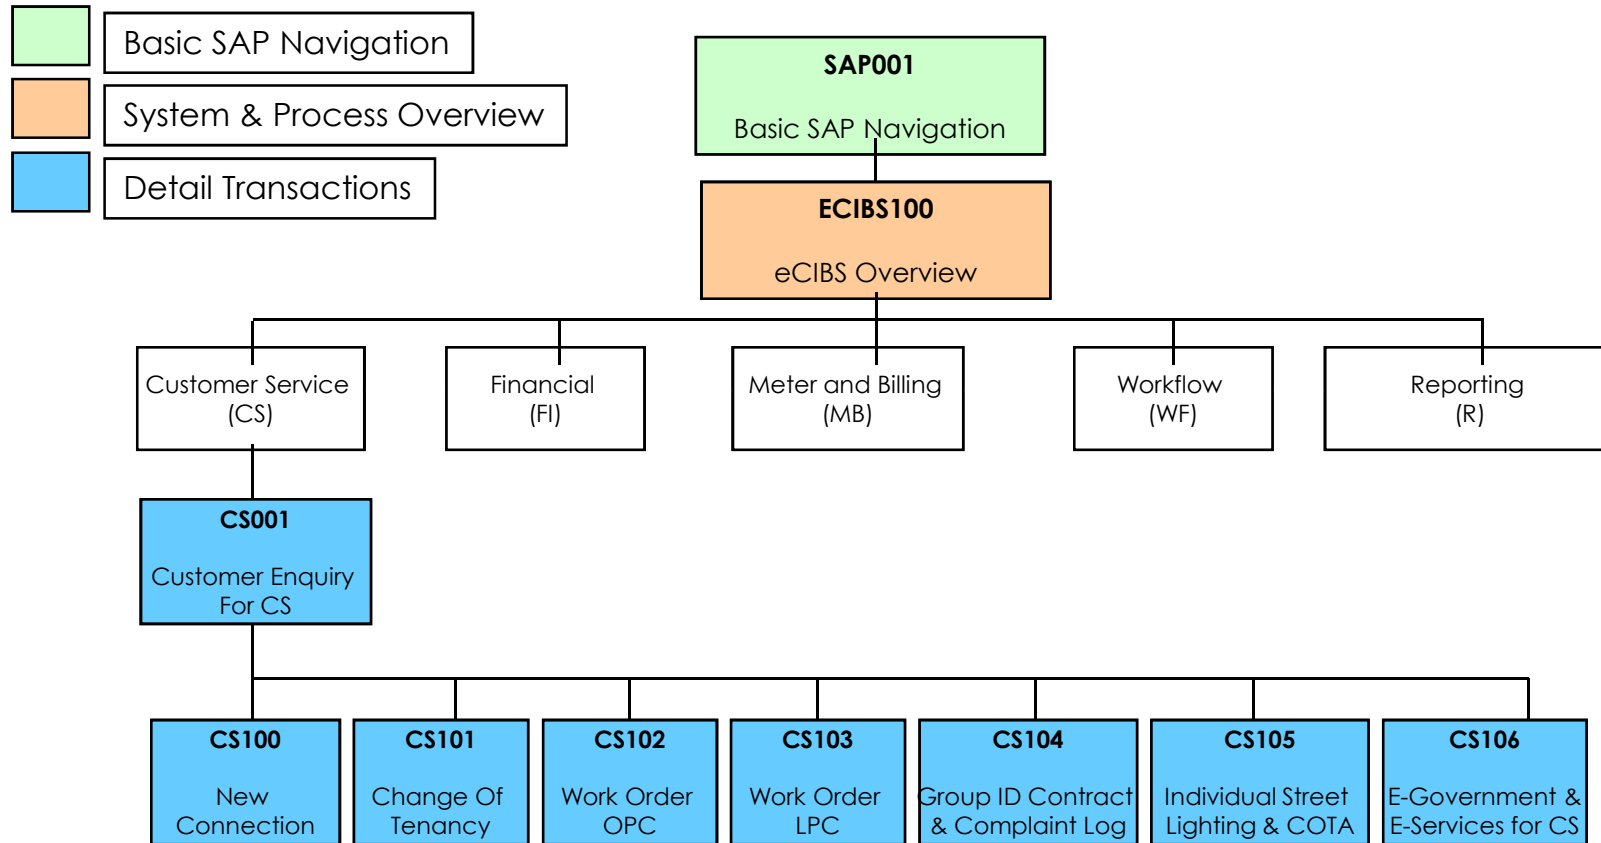 Basic SAP Navigation
System & Process Overview
Detail Transactions
SAP001
Basic SAP Navigation
ECIBS100
eCIBS Overview
Customer Service
(CS)
Financial
(FI)
Meter and Billing
(MB)
Workflow
(WF)
Reporting
(R)
CS001
Customer Enquiry
For CS
CS100
New
Connection
CS101
Change Of
Tenancy
CS102
Work Order
OPC
CS103
Work Order
LPC
CS104
Group ID Contract
& Complaint Log
CS105
Individual Street
Lighting & COTA
CS106
E-Government &
E-Services for CS